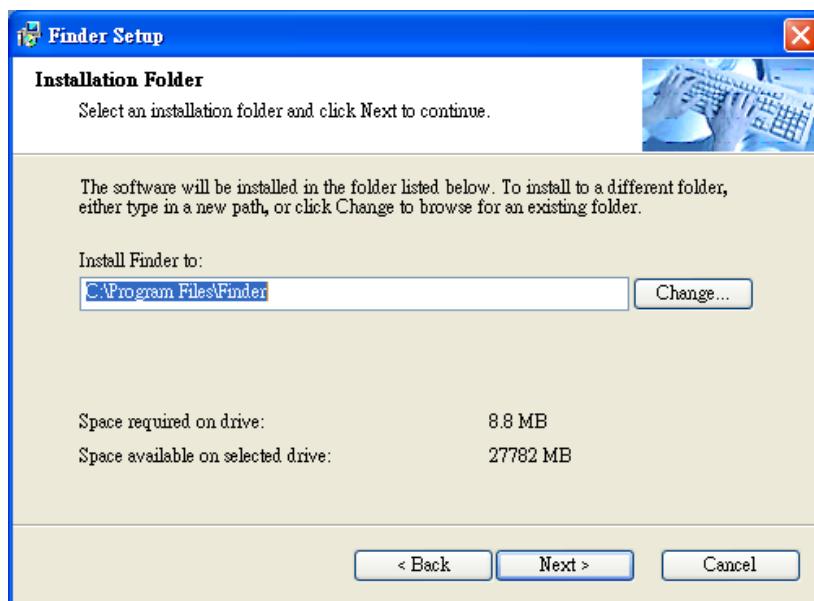 Finder Setup
Installation Folder
Select an installation folder and click Next to continue.
The software will be installed in the folder listed below. To install to a different folder,
either type in a new path, or click Change to browse for an existing folder.
Install Finder to:
C:\Program Files\Finder
Change...
Space required on drive: 8.8 MB
Space available on selected drive: 27782 MB
< Back Next > Cancel